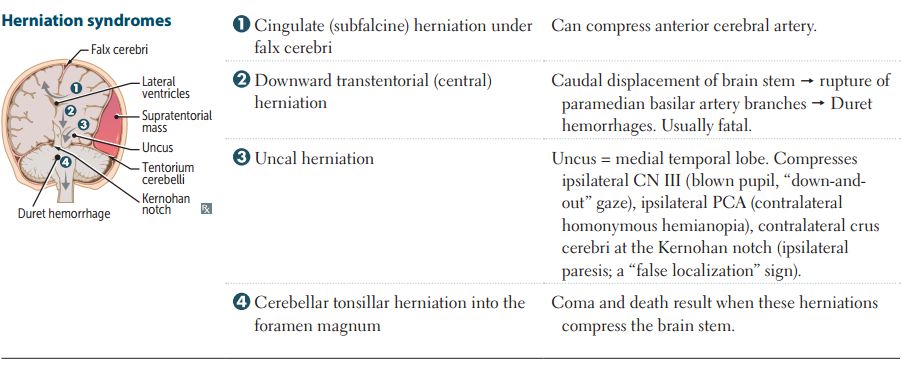 Herniation syndromes
Falx cerebri
Lateral
ventricles
Supratentorial
mass
Uncus
Tentorium
cerebelli
Kernohan
notch
Duret hemorrhage
1
2
3
4
Rx
1 Cingulate (subfalcine) herniation under
falx cerebri
Can compress anterior cerebral artery.
2 Downward transtentorial (central)
herniation
Caudal displacement of brain stem → rupture of
paramedian basilar artery branches → Duret
hemorrhages. Usually fatal.
3 Uncal herniation
Uncus = medial temporal lobe. Compresses
ipsilateral CN III (blown pupil, “down-and-
out” gaze), ipsilateral PCA (contralateral
homonymous hemianopia), contralateral crus
cerebri at the Kernohan notch (ipsilateral
paresis; a “false localization” sign).
4 Cerebellar tonsillar herniation into the
foramen magnum
Coma and death result when these herniations
compress the brain stem.